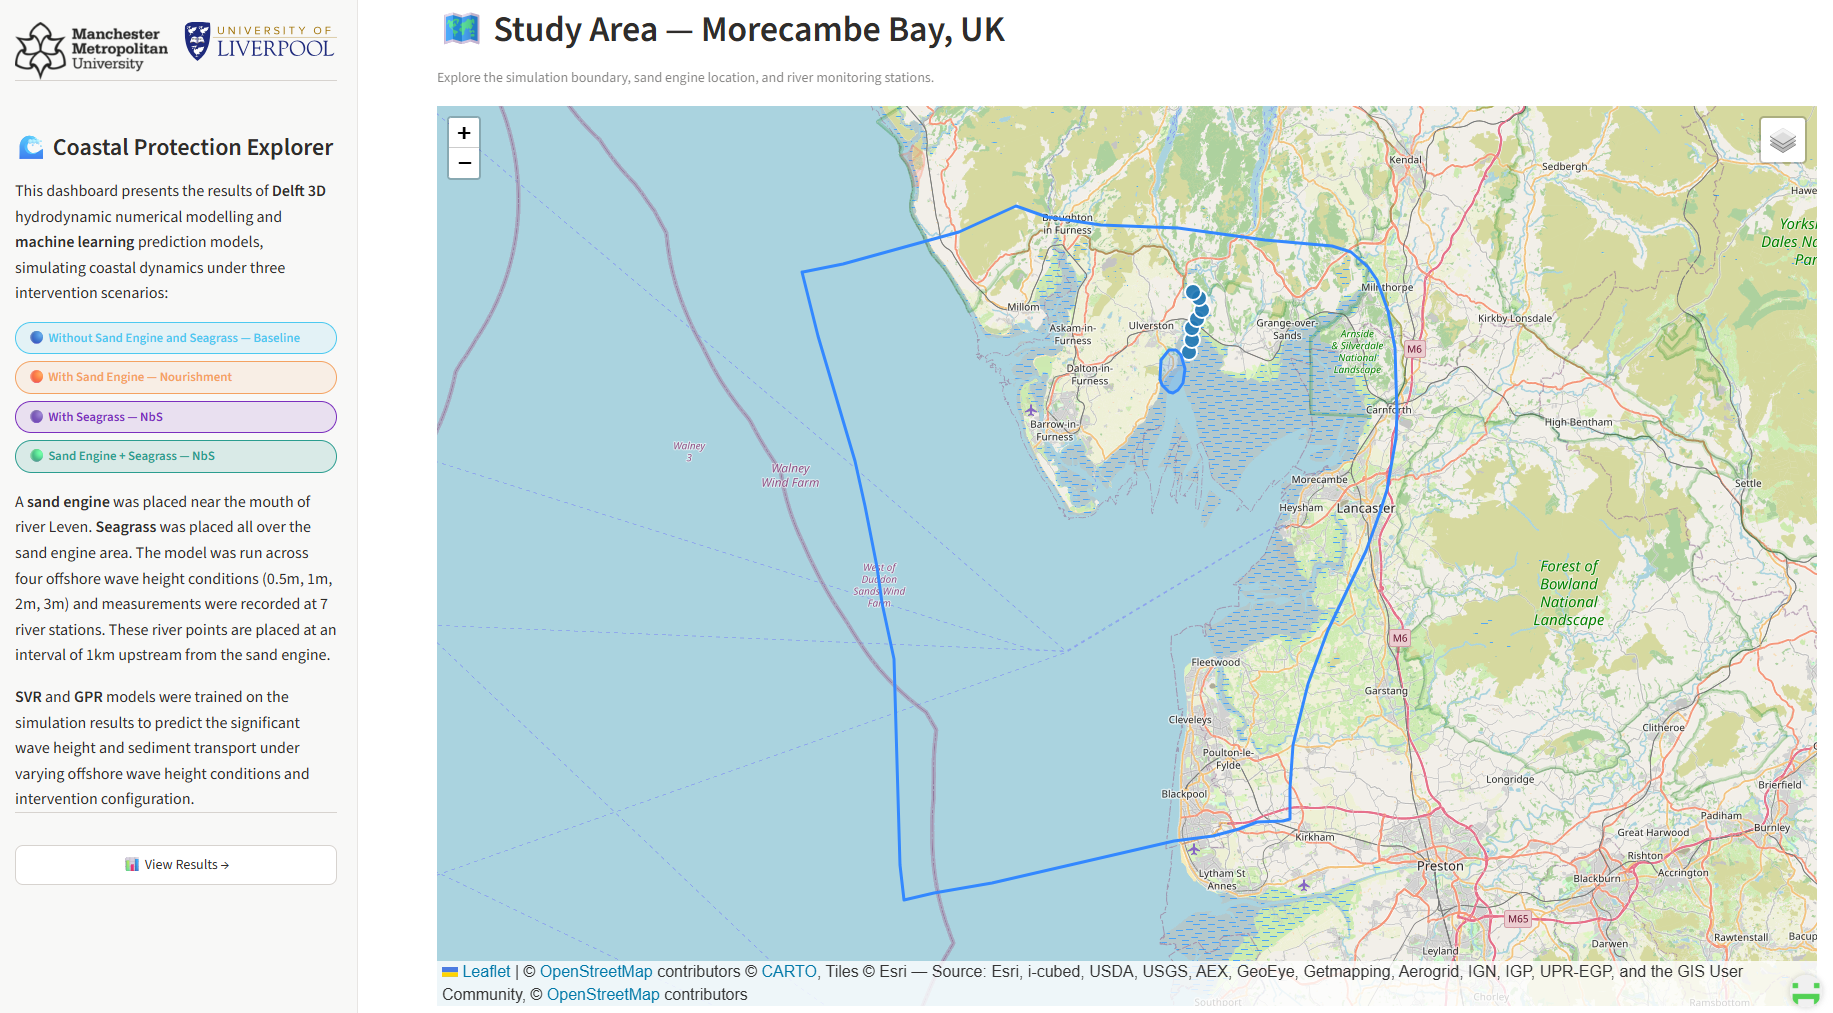 Manchester
Metropolitan
University
UNIVERSITY OF
LIVERPOOL
Coastal Protection Explorer
This dashboard presents the results of Delft 3D
hydrodynamic numerical modelling and
machine learning prediction models,
simulating coastal dynamics under three
intervention scenarios:
Without Sand Engine and Seagrass — Baseline
With Sand Engine — Nourishment
With Seagrass — NbS
Sand Engine + Seagrass — NbS
A sand engine was placed near the mouth of
river Leven. Seagrass was placed all over the
sand engine area. The model was run across
four offshore wave height conditions (0.5m, 1m,
2m, 3m) and measurements were recorded at 7
river stations. These river points are placed at an
interval of 1km upstream from the sand engine.
SVR and GPR models were trained on the
simulation results to predict the significant
wave height and sediment transport under
varying offshore wave height conditions and
intervention configuration.
View Results →
Study Area — Morecambe Bay, UK
Explore the simulation boundary, sand engine location, and river monitoring stations.
+
−
Kendal
Sedbergh
Hawe
Broughton
in Furness
Yorks
Dales Na
Par
Milnthorpe
Millom
Kirkby Lonsdale
Askam-in-
Furness
Ulverston
Grange-over-
Sands
Arnside
& Silverdale
National
Landscape
M6
Dalton-in-
Furness
Carnforth
High Bentham
Barrow-in-
Furness
Walney
3
Walney
Wind Farm
Morecambe
Settle
Heysham
Lancaster
West of
Duddon
Sands Wind
Farm
Forest of
Bowland
National
Landscape
M6
Fleetwood
Garstang
Cleveleys
Clitheroe
Poulton-le-
Fylde
Longridge
Barrowford
Blackpool
Padiham
Kirkham
Great Harwood
Burnley
Preston
Rishton
Lytham St
Annes
Blackburn
Accrington
M65
Leyland
Darwen
Rawtenstall
Bacup
Leaflet | © OpenStreetMap contributors © CARTO, Tiles © Esri — Source: Esri, i-cubed, USDA, USGS, AEX, GeoEye, Getmapping, Aerogrid, IGN, IGP, UPR-EGP, and the GIS User
Community, © OpenStreetMap contributors
Southport
Chorley
Ramsbottom